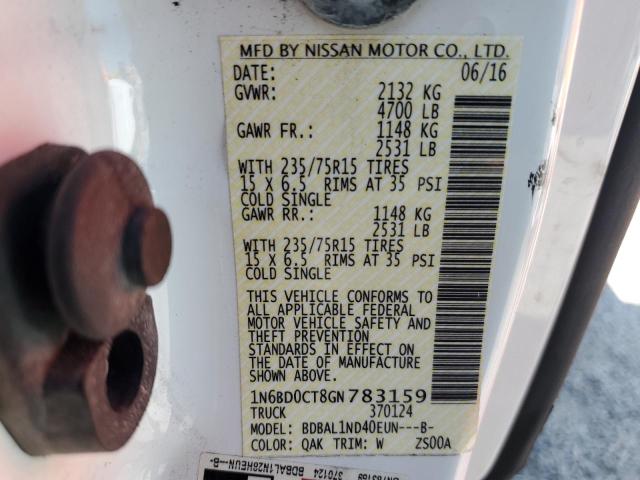 MFD BY NISSAN MOTOR CO., LTD.
DATE: 06/16
GVWR: 2132 KG
4700 LB
GAWR FR.: 1148 KG
2531 LB
WITH 235/75R15 TIRES
15 X 6.5 RIMS AT 35 PSI
COLD SINGLE
GAWR RR.: 1148 KG
2531 LB
WITH 235/75R15 TIRES
15 X 6.5 RIMS AT 35 PSI
COLD SINGLE
THIS VEHICLE CONFORMS TO
ALL APPLICABLE FEDERAL
MOTOR VEHICLE SAFETY AND
THEFT PREVENTION
STANDARDS IN EFFECT ON
THE DATE OF MANUFACTURE
SHOWN ABOVE.
1N6BD0CT8GN783159
TRUCK 370124
MODEL: BDBAL1ND40EUN---B-
COLOR: QAK TRIM: W ZS00A
370124 BDBAL1N28HEUN--B-